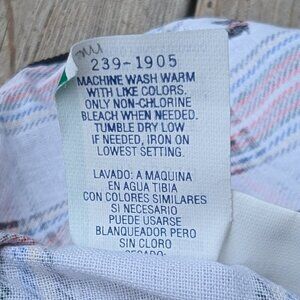 239-1905
MACHINE WASH WARM
WITH LIKE COLORS.
ONLY NON-CHLORINE
BLEACH WHEN NEEDED.
TUMBLE DRY LOW
IF NEEDED, IRON ON
LOWEST SETTING.
LAVADO: A MAQUINA
EN AGUA TIBIA
CON COLORES SIMILARES
SI NECESARIO
PUEDE USARSE
BLANQUEADOR PERO
SIN CLORO